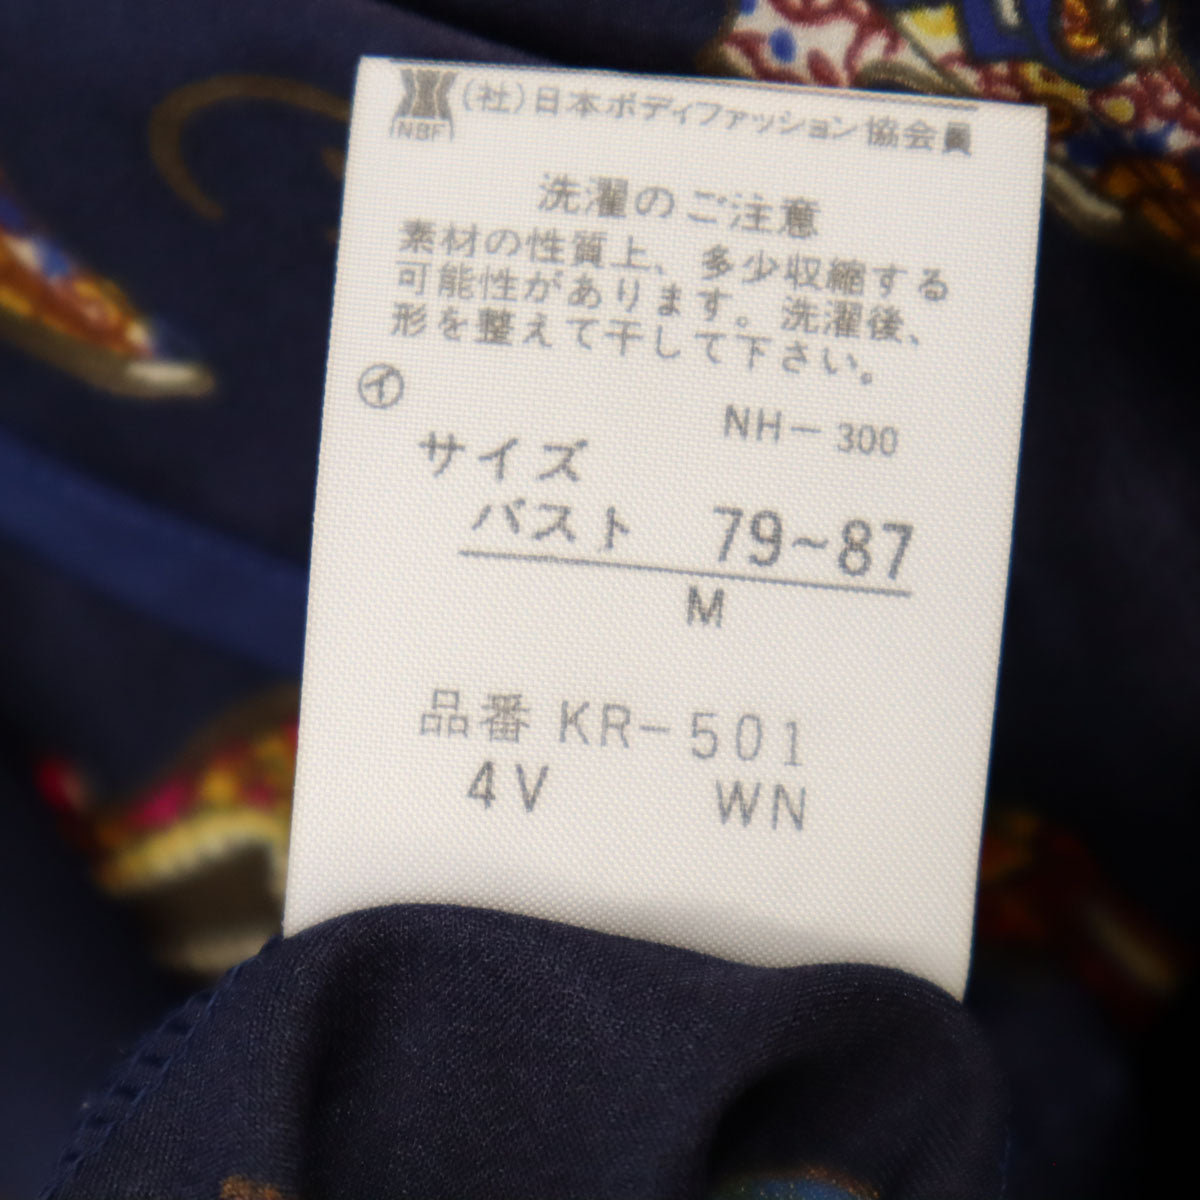 NBF (社)日本ボディファッション協会員
洗濯のご注意
素材の性質上、多少収縮する
可能性があります。洗濯後、
形を整えて干して下さい。
㋑
NH-300
サイズ
バスト 79~87
M
品番 KR-501
4V WN